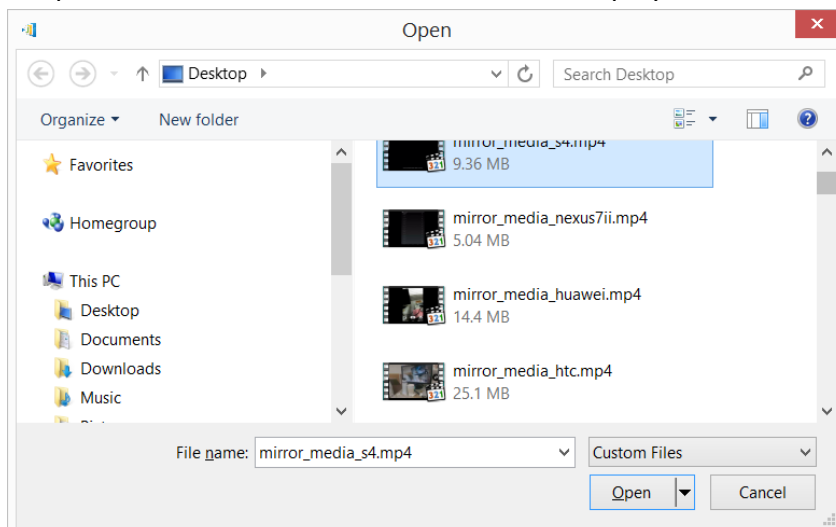 Open
Desktop
Search Desktop
Organize
New folder
Favorites
Homegroup
This PC
Desktop
Documents
Downloads
Music
mirror_media_s4.mp4
9.36 MB
mirror_media_nexus7ii.mp4
5.04 MB
mirror_media_huawei.mp4
14.4 MB
mirror_media_htc.mp4
25.1 MB
File name: mirror_media_s4.mp4
Custom Files
Open
Cancel